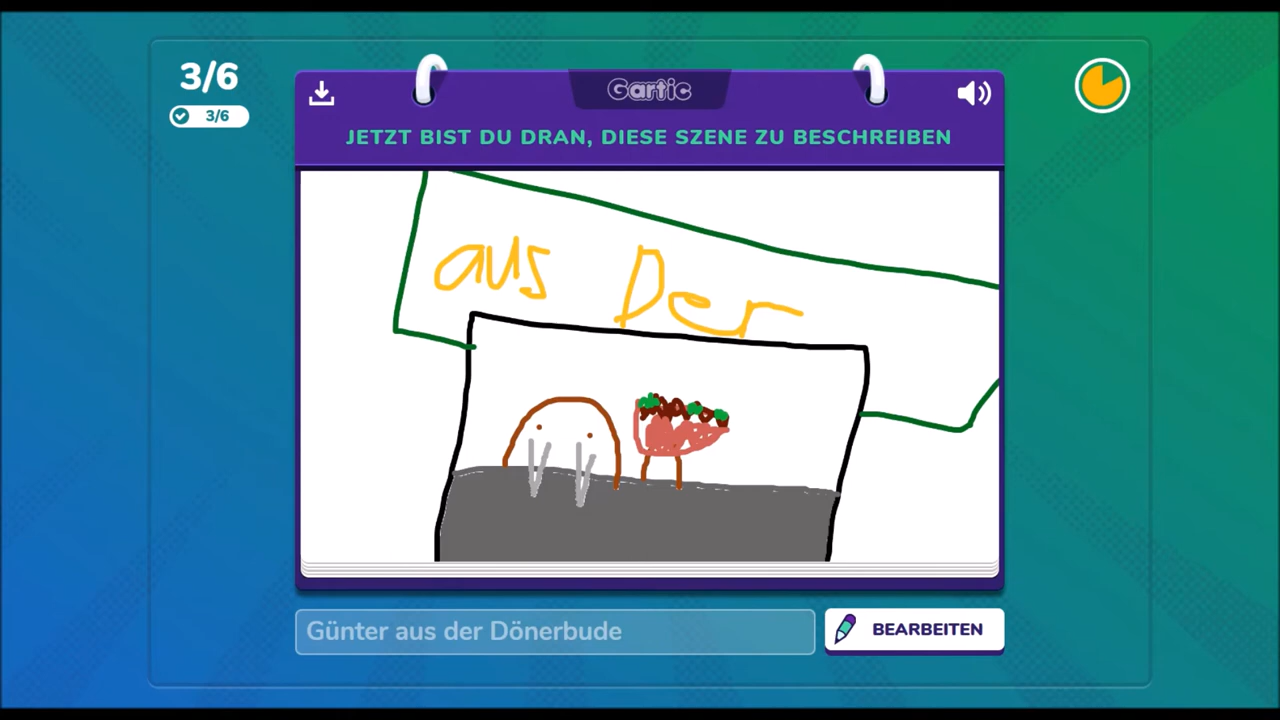 3/6
3/6
Gartic
JETZT BIST DU DRAN, DIESE SZENE ZU BESCHREIBEN
aus Der
Günter aus der Dönerbude
BEARBEITEN